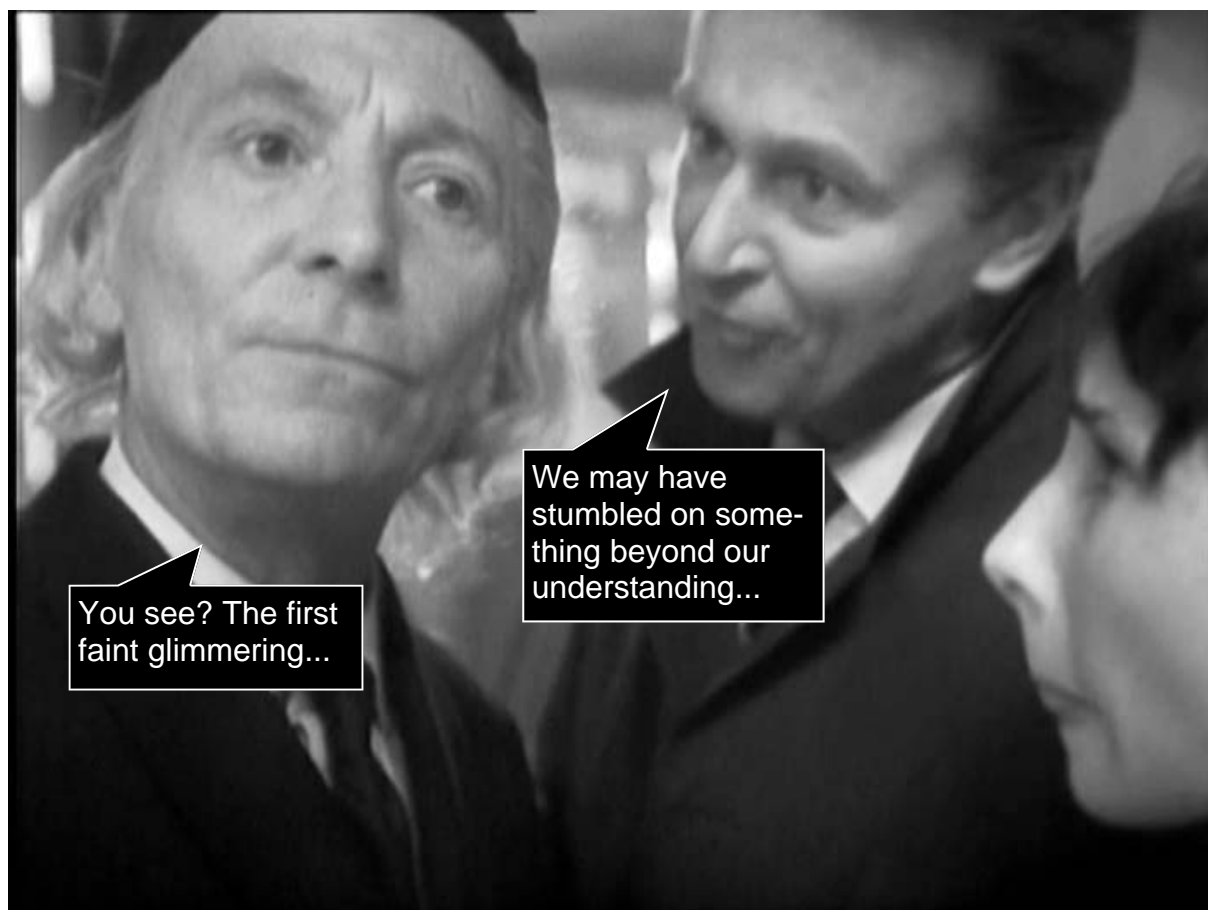 We may have
stumbled on some-
thing beyond our
understanding...
You see? The first
faint glimmering...